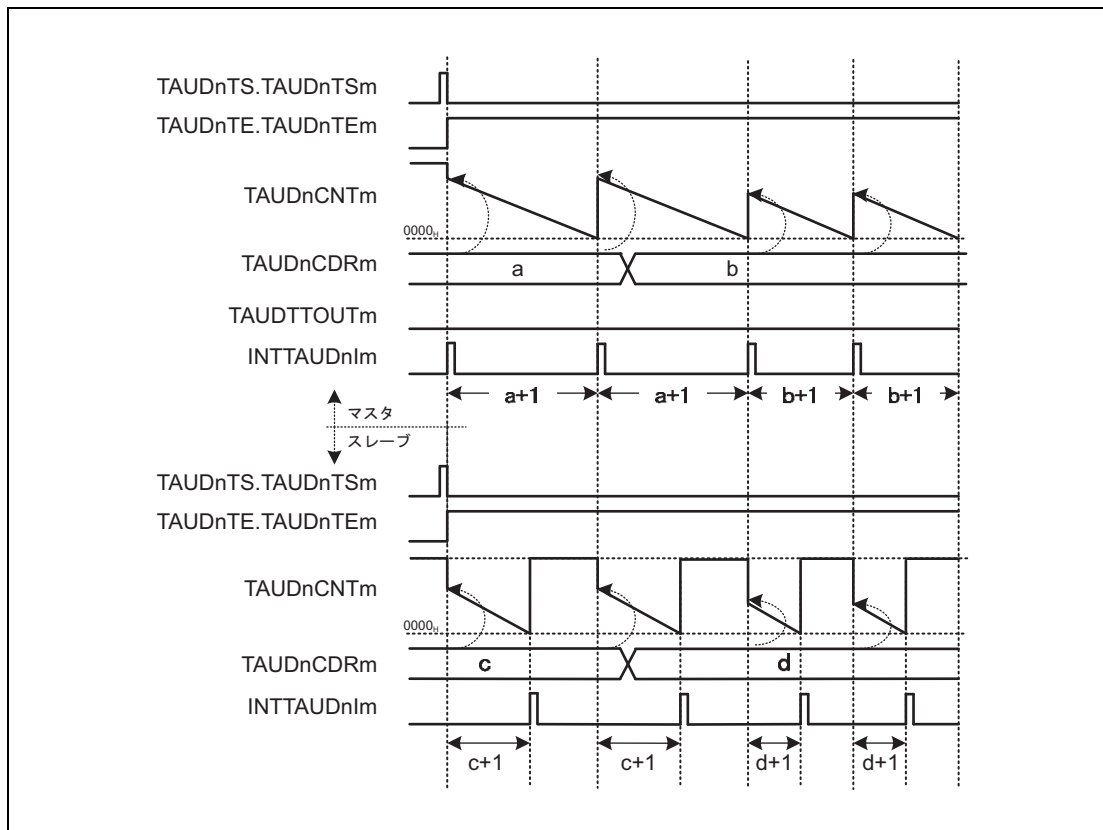 TAUDnTS.TAUDnTSm
TAUDnTE.TAUDnTEm
TAUDnCNTm
0000H
TAUDnCDRm
a
b
TAUDTTOUTm
INTTAUDnIm
a+1
a+1
b+1
b+1
マスタ
スレーブ
TAUDnTS.TAUDnTSm
TAUDnTE.TAUDnTEm
TAUDnCNTm
0000H
TAUDnCDRm
c
d
INTTAUDnIm
c+1
c+1
d+1
d+1